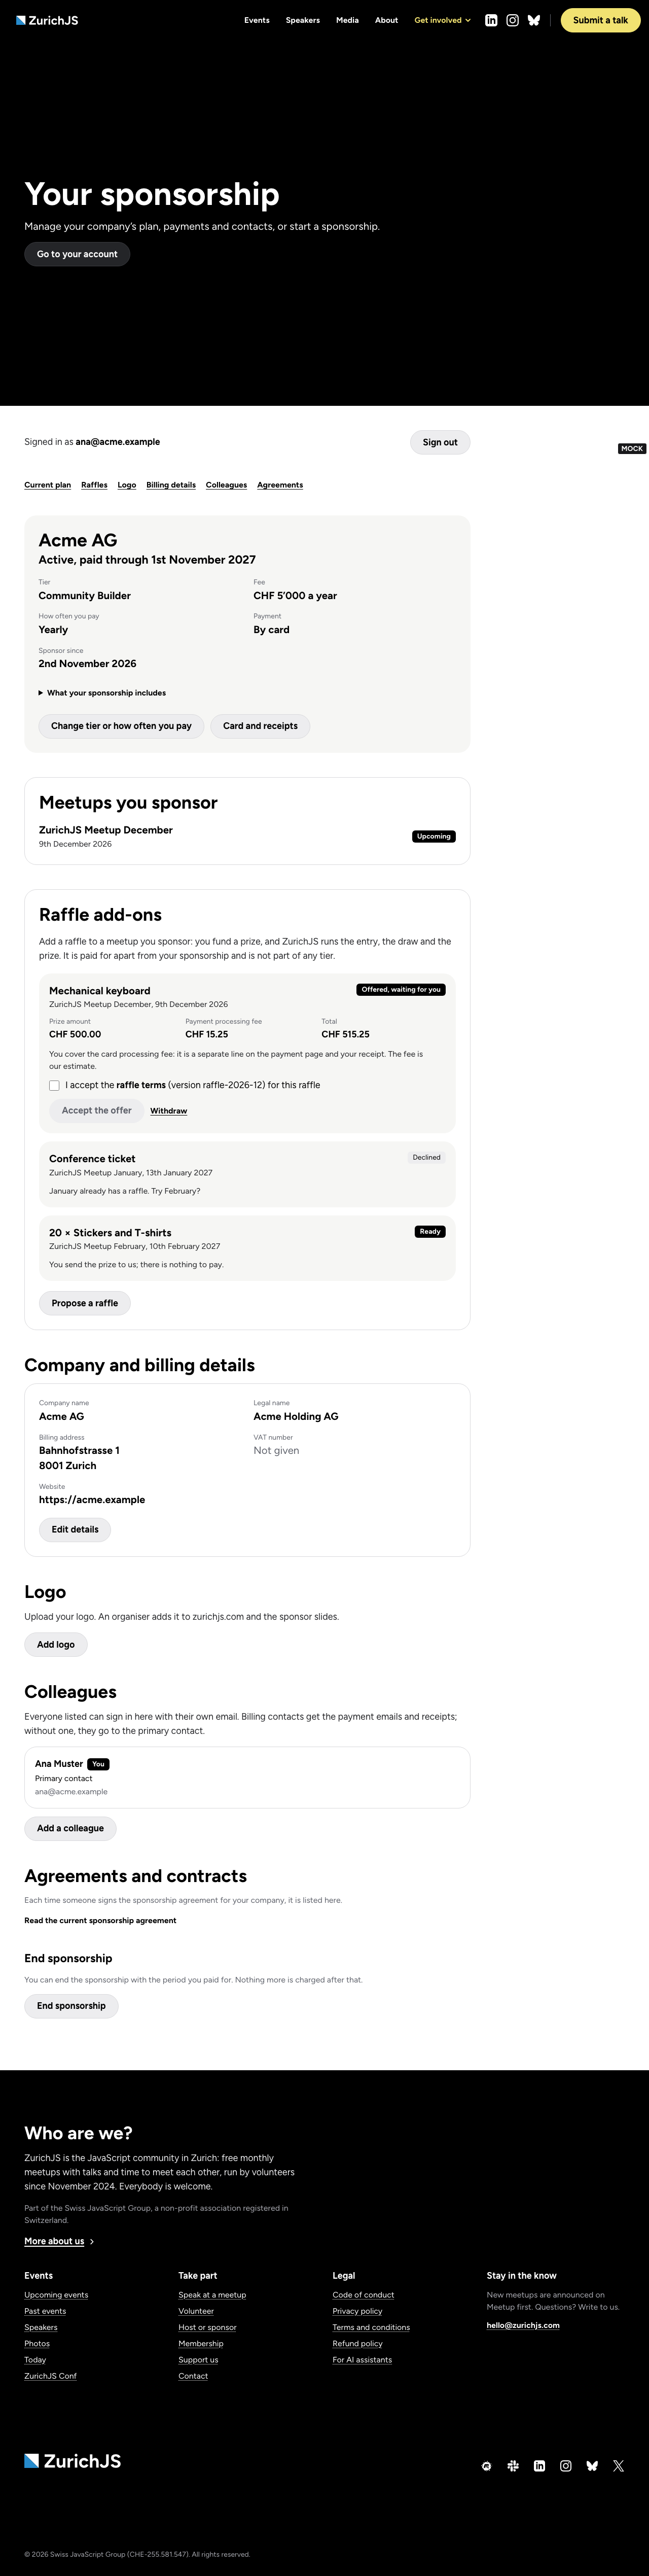 ZurichJS
Events
Speakers
Media
About
Get involved
Submit a talk
Your sponsorship
Manage your company's plan, payments and contacts, or start a sponsorship.
Go to your account
Signed in as ana@acme.example
Sign out
MOCK
Current plan
Raffles
Logo
Billing details
Colleagues
Agreements
Acme AG
Active, paid through 1st November 2027
Tier
Community Builder
Fee
CHF 5'000 a year
How often you pay
Yearly
Payment
By card
Sponsor since
2nd November 2026
What your sponsorship includes
Change tier or how often you pay
Card and receipts
Meetups you sponsor
ZurichJS Meetup December
9th December 2026
Upcoming
Raffle add-ons
Add a raffle to a meetup you sponsor: you fund a prize, and ZurichJS runs the entry, the draw and the
prize. It is paid for apart from your sponsorship and is not part of any tier.
Mechanical keyboard
Offered, waiting for you
ZurichJS Meetup December, 9th December 2026
Prize amount
CHF 500.00
Payment processing fee
CHF 15.25
Total
CHF 515.25
You cover the card processing fee: it is a separate line on the payment page and your receipt. The fee is
our estimate.
I accept the raffle terms (version raffle-2026-12) for this raffle
Accept the offer
Withdraw
Conference ticket
Declined
ZurichJS Meetup January, 13th January 2027
January already has a raffle. Try February?
20 × Stickers and T-shirts
Ready
ZurichJS Meetup February, 10th February 2027
You send the prize to us; there is nothing to pay.
Propose a raffle
Company and billing details
Company name
Acme AG
Legal name
Acme Holding AG
Billing address
Bahnhofstrasse 1
8001 Zurich
VAT number
Not given
Website
https://acme.example
Edit details
Logo
Upload your logo. An organiser adds it to zurichjs.com and the sponsor slides.
Add logo
Colleagues
Everyone listed can sign in here with their own email. Billing contacts get the payment emails and receipts;
without one, they go to the primary contact.
Ana Muster
You
Primary contact
ana@acme.example
Add a colleague
Agreements and contracts
Each time someone signs the sponsorship agreement for your company, it is listed here.
Read the current sponsorship agreement
End sponsorship
You can end the sponsorship with the period you paid for. Nothing more is charged after that.
End sponsorship
Who are we?
ZurichJS is the JavaScript community in Zurich: free monthly
meetups with talks and time to meet each other, run by volunteers
since November 2024. Everybody is welcome.
Part of the Swiss JavaScript Group, a non-profit association registered in
Switzerland.
More about us
Events
Upcoming events
Past events
Speakers
Photos
Today
ZurichJS Conf
Take part
Speak at a meetup
Volunteer
Host or sponsor
Membership
Support us
Contact
Legal
Code of conduct
Privacy policy
Terms and conditions
Refund policy
For AI assistants
Stay in the know
New meetups are announced on
Meetup first. Questions? Write to us.
hello@zurichjs.com
ZurichJS
© 2026 Swiss JavaScript Group (CHE-255.581.547). All rights reserved.